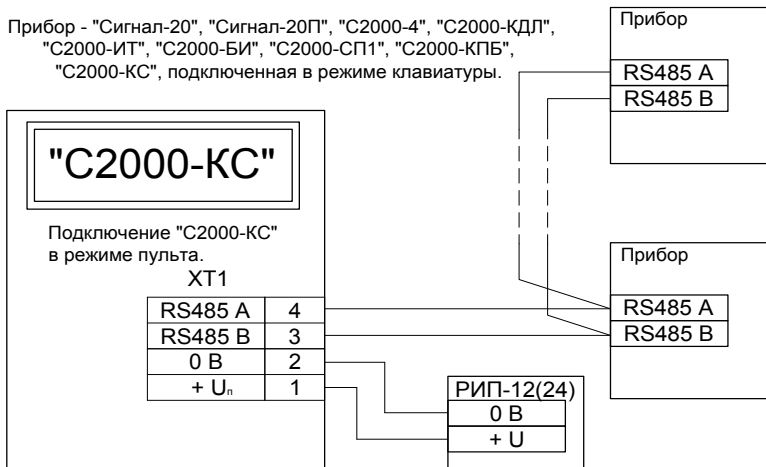 Прибор - "Сигнал-20", "Сигнал-20П", "С2000-4", "С2000-КДЛ",
"С2000-ИТ", "С2000-БИ", "С2000-СП1", "С2000-КПБ",
"С2000-КС", подключенная в режиме клавиатуры.
Прибор
RS485 A
RS485 B
"С2000-КС"
Подключение "С2000-КС"
в режиме пульта.
XT1
RS485 A 4
RS485 B 3
0 В 2
+ Uп 1
Прибор
RS485 A
RS485 B
РИП-12(24)
0 В
+ U